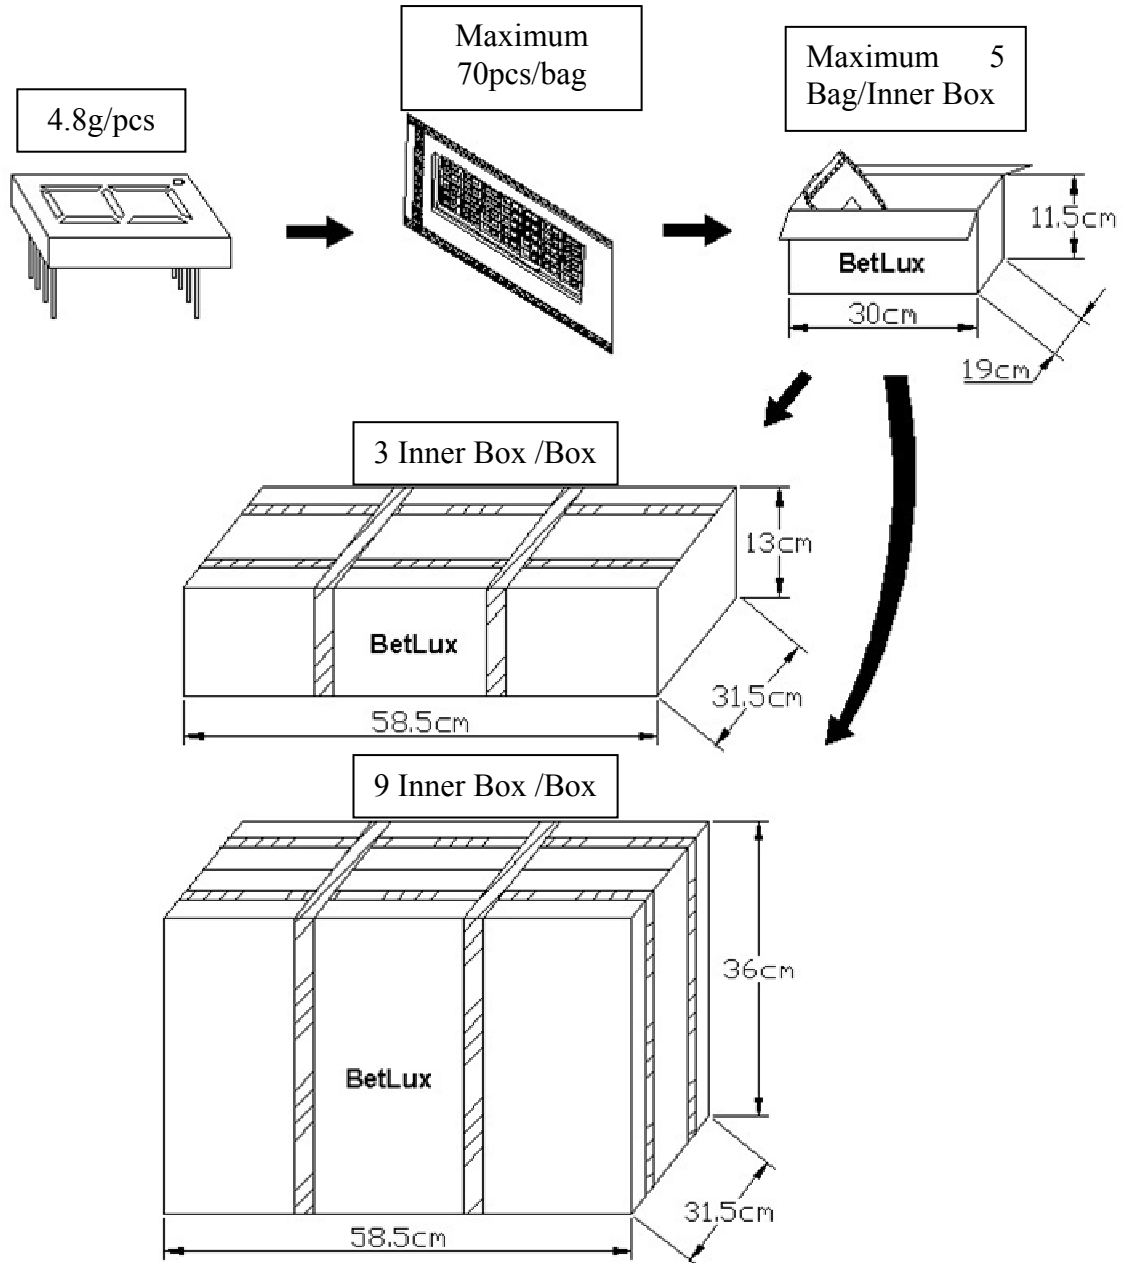 4.8g/pcs
Maximum
70pcs/bag
Maximum 5
Bag/Inner Box
BetLux
11.5cm
30cm
19cm
3 Inner Box /Box
BetLux
13cm
31.5cm
58.5cm
9 Inner Box /Box
BetLux
36cm
31.5cm
58.5cm